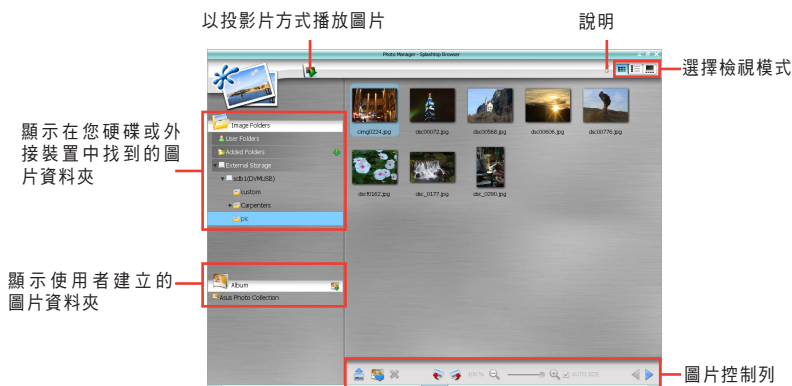 以投影片方式播放圖片
說明
Photo Manager - Splashtop Browser
選擇檢視模式
顯示在您硬碟或外
接裝置中找到的圖
片資料夾
Image Folders
User Folders
Added Folders
External Storage
sdb1(DVMUSB)
custom
Carpenters
pic
cimg0224.jpg
dsc00072.jpg
dsc00568.jpg
dsc00606.jpg
dsc00776.jpg
dscf0162.jpg
dsc_0177.jpg
dsc_0290.jpg
顯示使用者建立的
圖片資料夾
Album
Asus Photo Collection
100 %
AUTO SIZE
圖片控制列